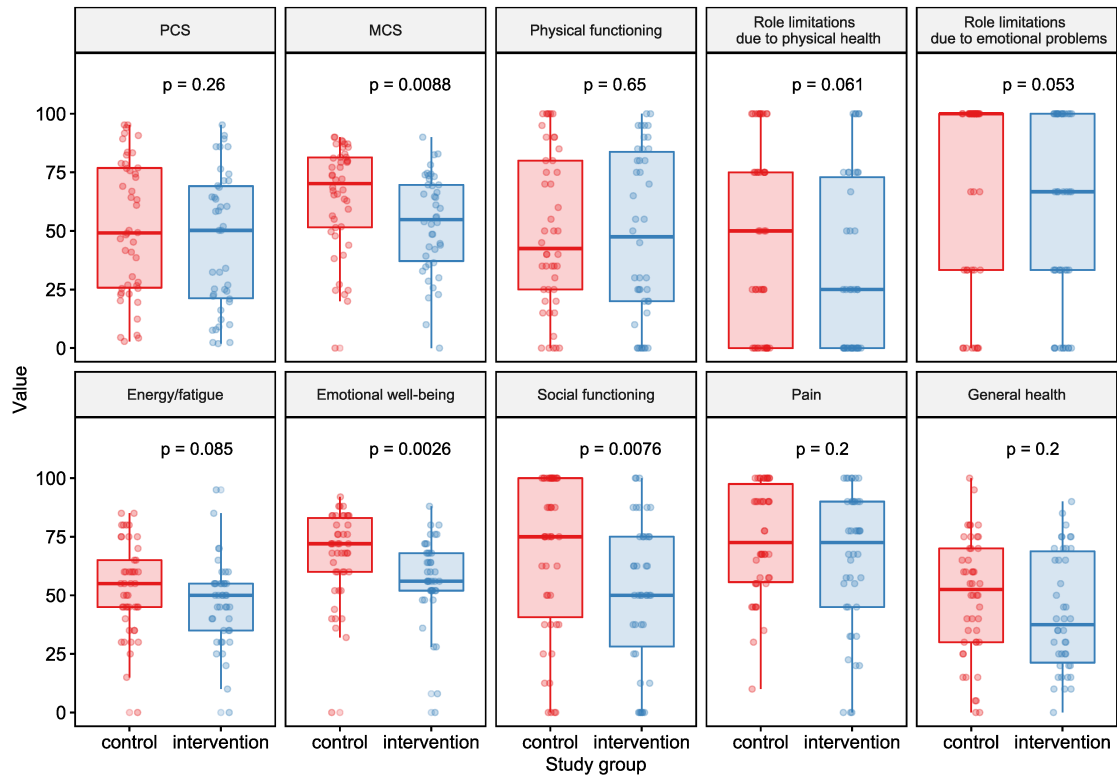 PCS
MCS
Physical functioning
Role limitations
due to physical health
Role limitations
due to emotional problems
p = 0.26
p = 0.0088
p = 0.65
p = 0.061
p = 0.053
100
75
50
25
0
Value
Energy/fatigue
Emotional well-being
Social functioning
Pain
General health
p = 0.085
p = 0.0026
p = 0.0076
p = 0.2
p = 0.2
100
75
50
25
0
control intervention
control intervention
control intervention
control intervention
control intervention
Study group